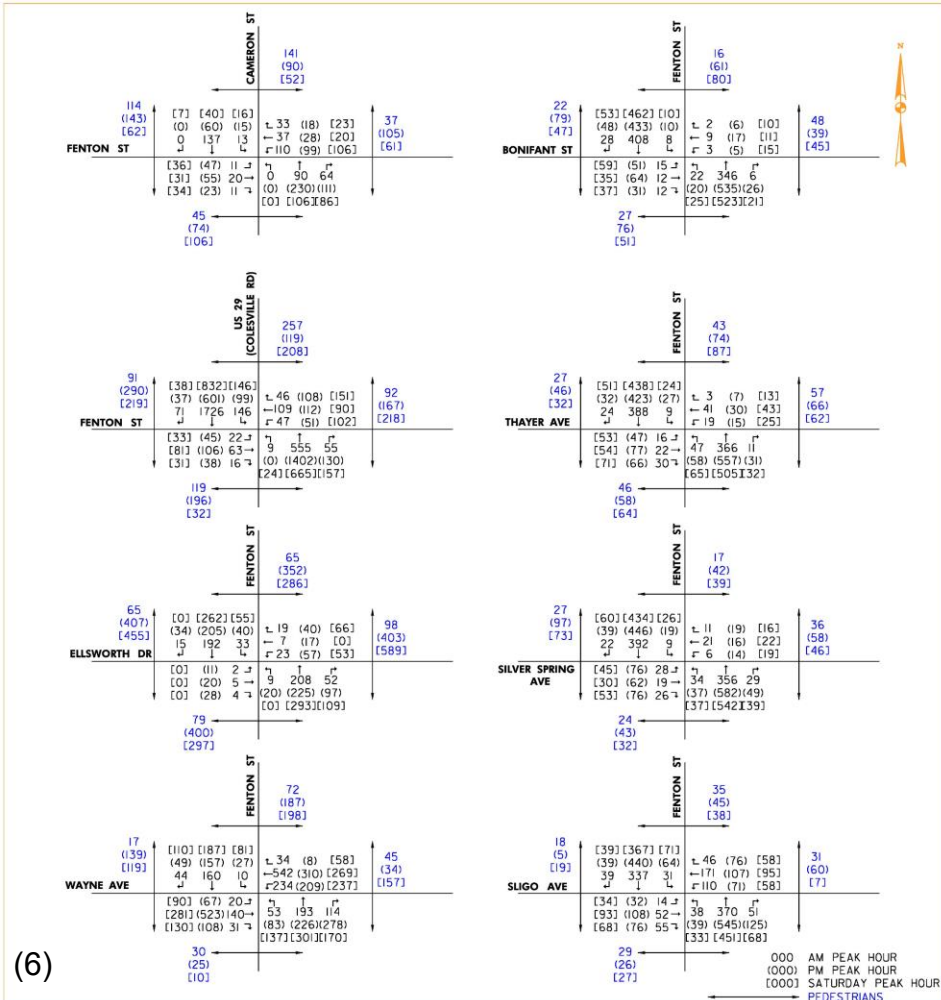 CAMERON ST
141
(90)
[52]
114
(143)
[62]
FENTON ST
[7] [40] [16]
(0) (60) (15)
0 137 13
33 (18) [23]
37 (28) [20]
110 (99) [106]
37
(105)
[61]
[36] (47) 11
[31] (55) 20
[34] (23) 11
0 90 64
(0) (230) (111)
[0] [106] [86]
45
(74)
[106]
FENTON ST
16
(61)
[80]
N
22
(79)
[47]
BONIFANT ST
[53] [462] [10]
(48) (433) (10)
28 408 8
2 (6) [10]
9 (17) [11]
3 (5) [15]
48
(39)
[45]
[59] (51) 15
[35] (64) 12
[37] (31) 12
22 346 6
(20) (535) (26)
[25] [523] [21]
27
76)
[51]
US 29
(COLESVILLE RD)
257
(119)
[208]
91
(290)
[219]
FENTON ST
[38] [832] [146]
(37) (601) (99)
71 1726 146
46 (108) [151]
109 (112) [90]
47 (51) [102]
92
(167)
[218]
[33] (45) 22
[81] (106) 63
[31] (38) 16
9 555 55
(0) (1402) (130)
[24] [665] [157]
119
(196)
[32]
FENTON ST
43
(74)
[87]
27
(46)
[32]
THAYER AVE
[51] [438] [24]
(32) (423) (27)
24 388 9
3 (7) [13]
41 (30) [43]
19 (15) [25]
57
(66)
[62]
[53] (47) 16
[54] (77) 22
[71] (66) 30
47 366 11
(58) (557) (31)
[65] [505] [32]
46
(58)
[64]
FENTON ST
65
(352)
[286]
65
(407)
[455]
ELLSWORTH DR
[0] [262] [55]
(34) (205) (40)
15 192 33
19 (40) [66]
7 (17) [0]
23 (57) [53]
98
(403)
[589]
[0] (11) 2
[0] (20) 5
[0] (28) 4
9 208 52
(20) (225) (97)
[0] [293] [109]
79
(400)
[297]
FENTON ST
17
(42)
[39]
27
(97)
[73]
SILVER SPRING
AVE
[60] [434] [26]
(39) (446) (19)
22 392 9
11 (19) [16]
21 (16) [22]
6 (14) [19]
36
(58)
[46]
[45] (76) 28
[30] (62) 19
[53] (76) 26
34 356 29
(37) (582) (49)
[37] [542] [39]
24
(43)
[32]
FENTON ST
72
(187)
[198]
17
(139)
[119]
WAYNE AVE
[110] [187] [81]
(49) (157) (27)
44 160 10
34 (8) [58]
542 (310) [269]
234 (209) [237]
45
(34)
[157]
[90] (67) 20
[281] (523) 140
[130] (108) 31
53 193 114
(83) (226) (278)
[137] [301] [170]
30
(25)
[10]
FENTON ST
35
(45)
[38]
18
(5)
[19]
SLIGO AVE
[39] [367] [71]
(39) (440) (64)
39 337 31
46 (76) [58]
171 (107) [95]
110 (71) [58]
31
(60)
[7]
[34] (32) 14
[93] (108) 52
[68] (76) 55
38 370 51
(39) (545) (125)
[33] [451] [68]
29
(26)
[27]
(6)
000 AM PEAK HOUR
(000) PM PEAK HOUR
[000] SATURDAY PEAK HOUR
PEDESTRIANS